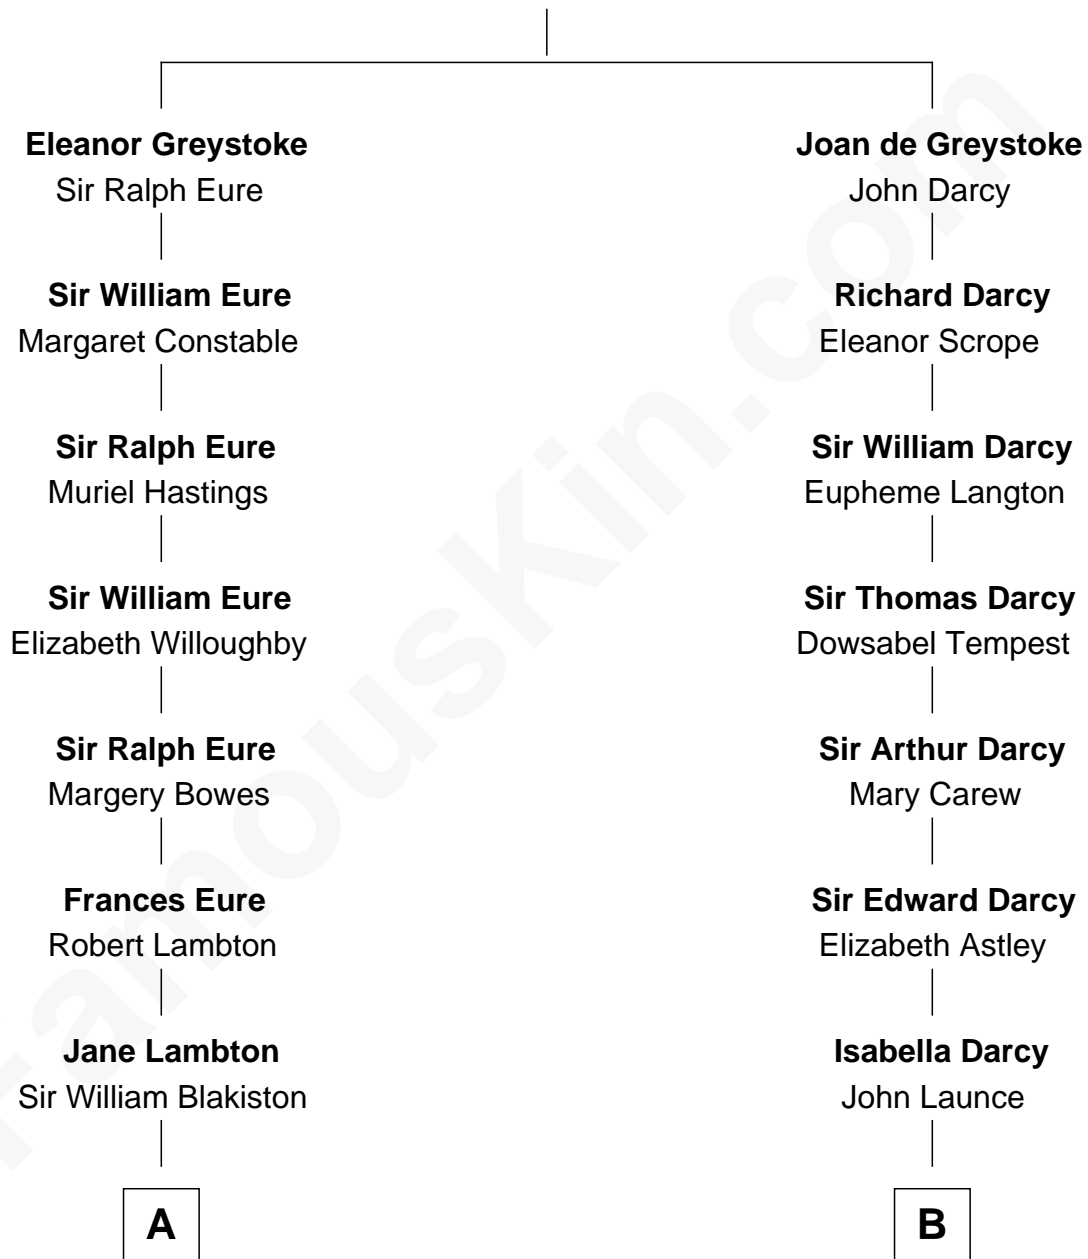 Eleanor Greystoke
Sir Ralph Eure
Joan de Greystoke
John Darcy
Sir William Eure
Margaret Constable
Richard Darcy
Eleanor Scrope
Sir Ralph Eure
Muriel Hastings
Sir William Darcy
Eupheme Langton
Sir William Eure
Elizabeth Willoughby
Sir Thomas Darcy
Dowsabel Tempest
Sir Ralph Eure
Margery Bowes
Sir Arthur Darcy
Mary Carew
Frances Eure
Robert Lambton
Sir Edward Darcy
Elizabeth Astley
Jane Lambton
Sir William Blakiston
Isabella Darcy
John Launce
A
B
FamousKin.com